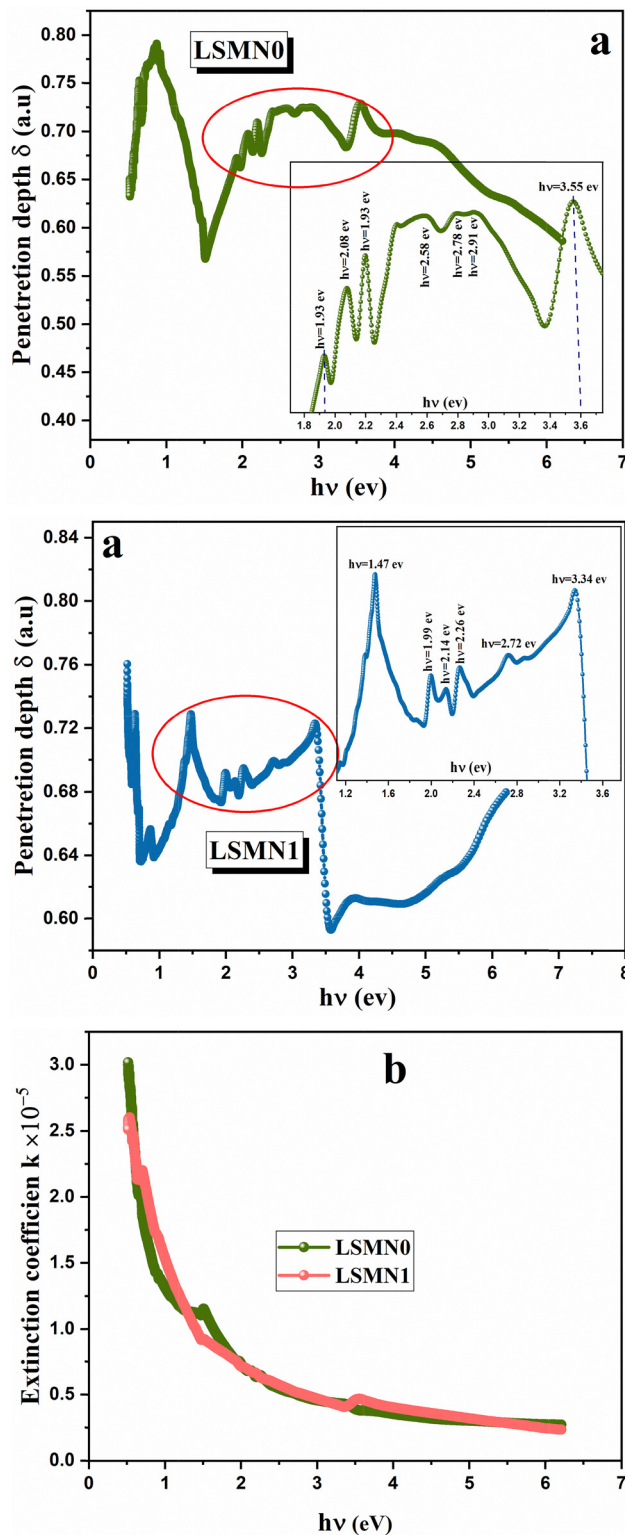 a
LSMN0
Penetretion depth δ (a.u)
0.80
0.75
0.70
0.65
0.60
0.55
0.50
0.45
0.40
0 1 2 3 4 5 6 7
hν (ev)
hν=1.93 ev
hν=2.08 ev
hν=1.93 ev
hν=2.58 ev
hν=2.78 ev
hν=2.91 ev
hν=3.55 ev
hν (ev)
1.8 2.0 2.2 2.4 2.6 2.8 3.0 3.2 3.4 3.6
a
LSMN1
Penetretion depth δ (a.u)
0.84
0.80
0.76
0.72
0.68
0.64
0.60
0 1 2 3 4 5 6 7 8
hν (ev)
hν=1.47 ev
hν=1.99 ev
hν=2.14 ev
hν=2.26 ev
hν=2.72 ev
hν=3.34 ev
hν (ev)
1.2 1.6 2.0 2.4 2.8 3.2 3.6
b
Extinction coefficien k ×10⁻⁵
3.0
2.5
2.0
1.5
1.0
0.5
0.0
LSMN0
LSMN1
0 1 2 3 4 5 6 7
hν (eV)